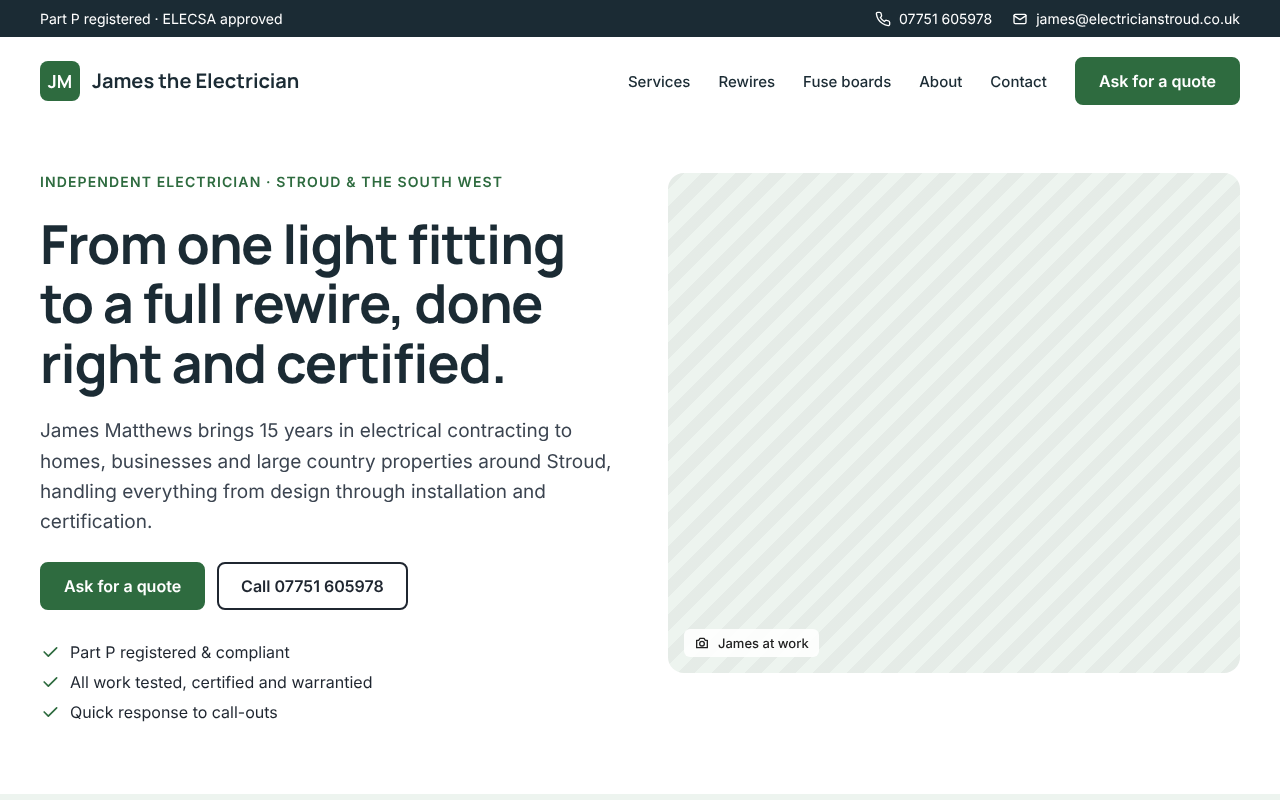 Part P registered · ELECSA approved
07751 605978
james@electricianstroud.co.uk
JM
James the Electrician
Services
Rewires
Fuse boards
About
Contact
Ask for a quote
INDEPENDENT ELECTRICIAN · STROUD & THE SOUTH WEST
From one light fitting
to a full rewire, done
right and certified.
James Matthews brings 15 years in electrical contracting to
homes, businesses and large country properties around Stroud,
handling everything from design through installation and
certification.
Ask for a quote
Call 07751 605978
Part P registered & compliant
All work tested, certified and warrantied
Quick response to call-outs
James at work